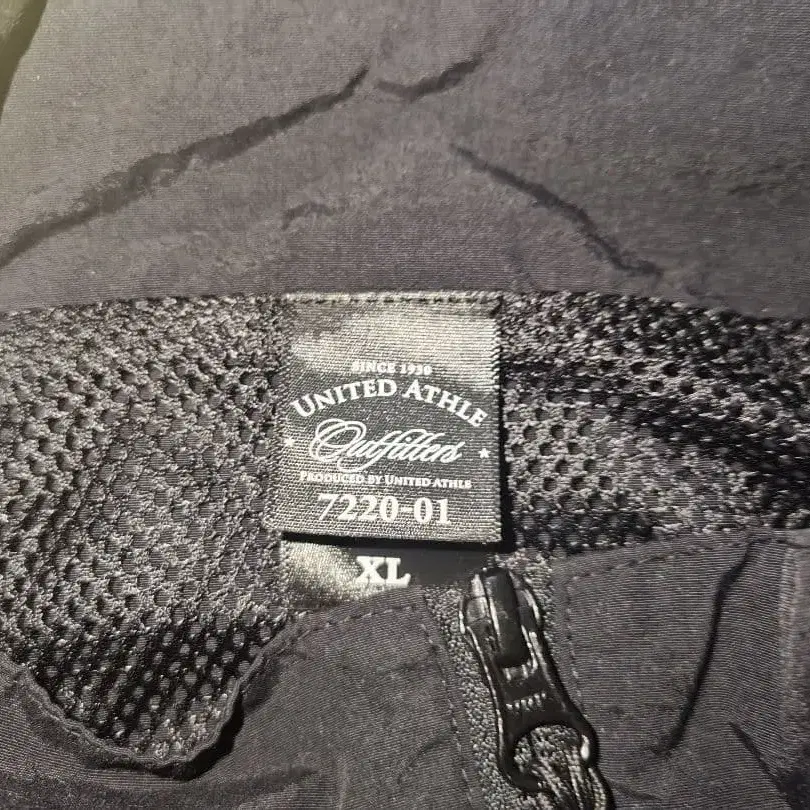 SINCE 1930
UNITED ATHLE
Outfitters
PRODUCED BY UNITED ATHLE
7220-01
XL